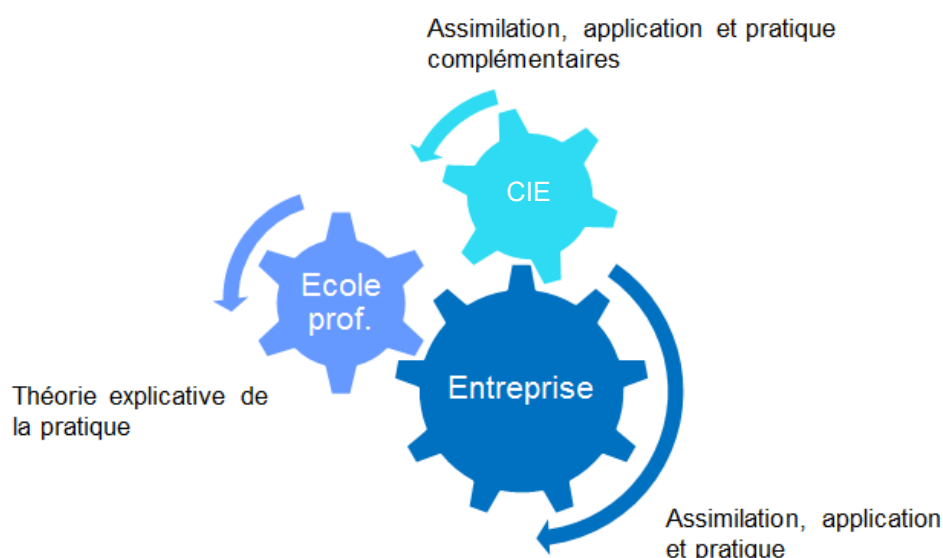 Assimilation, application et pratique
complémentaires
CIE
Ecole
prof.
Théorie explicative de
la pratique
Entreprise
Assimilation, application
et pratique